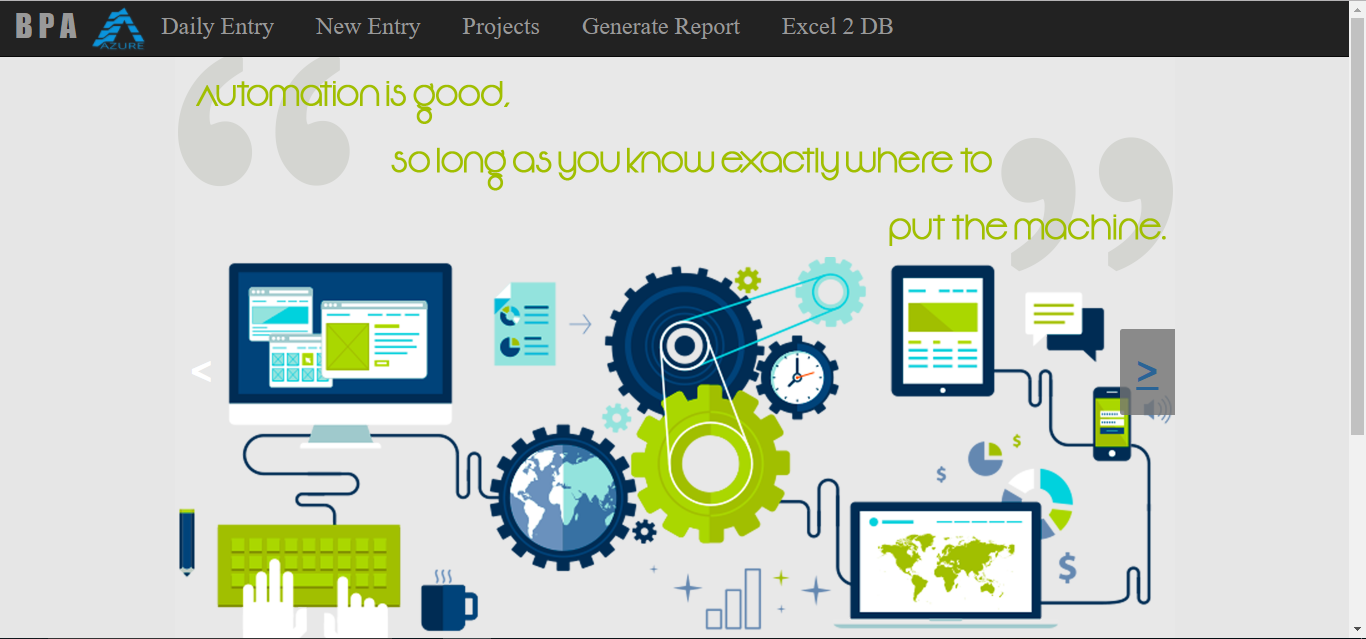 BPA AZURE Daily Entry New Entry Projects Generate Report Excel 2 DB
Automation is good,
so long as you know exactly where to
put the machine.
<
>
$
$
$